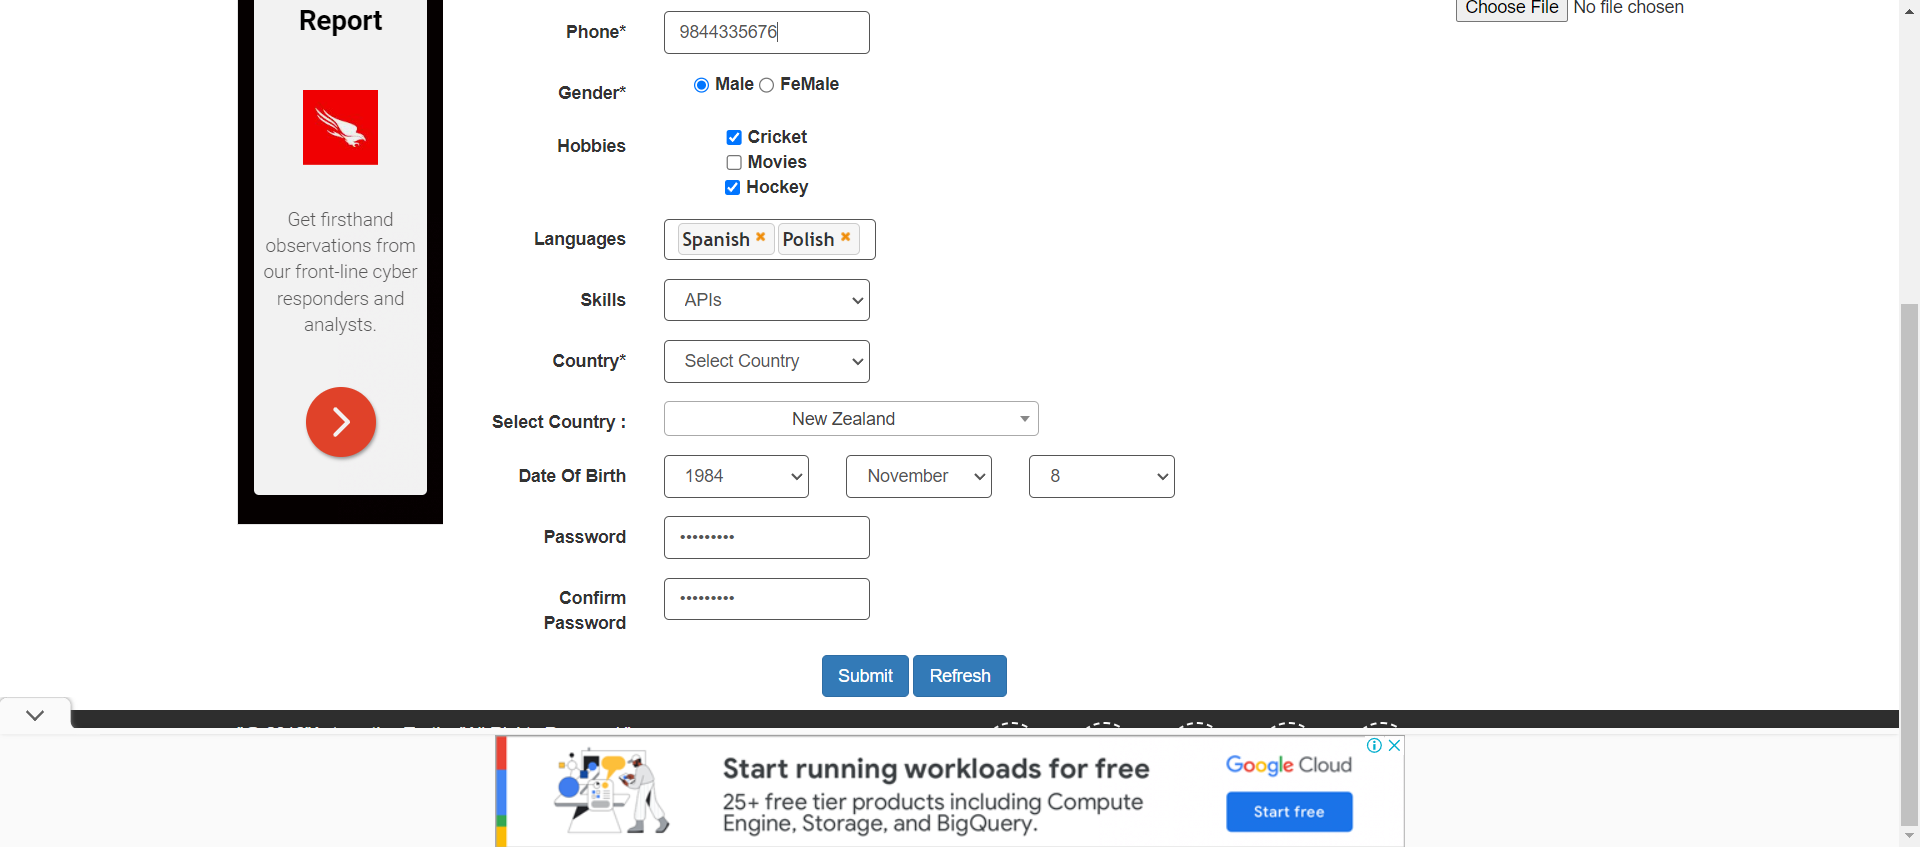 Report
Get firsthand
observations from
our front-line cyber
responders and
analysts.
Choose File No file chosen
Phone* 9844335676
Gender* Male FeMale
Hobbies
Cricket
Movies
Hockey
Languages Spanish Polish
Skills APIs
Country* Select Country
Select Country : New Zealand
Date Of Birth 1984 November 8
Password •••••••••
Confirm
Password •••••••••
Submit Refresh
Start running workloads for free
25+ free tier products including Compute
Engine, Storage, and BigQuery.
Google Cloud
Start free